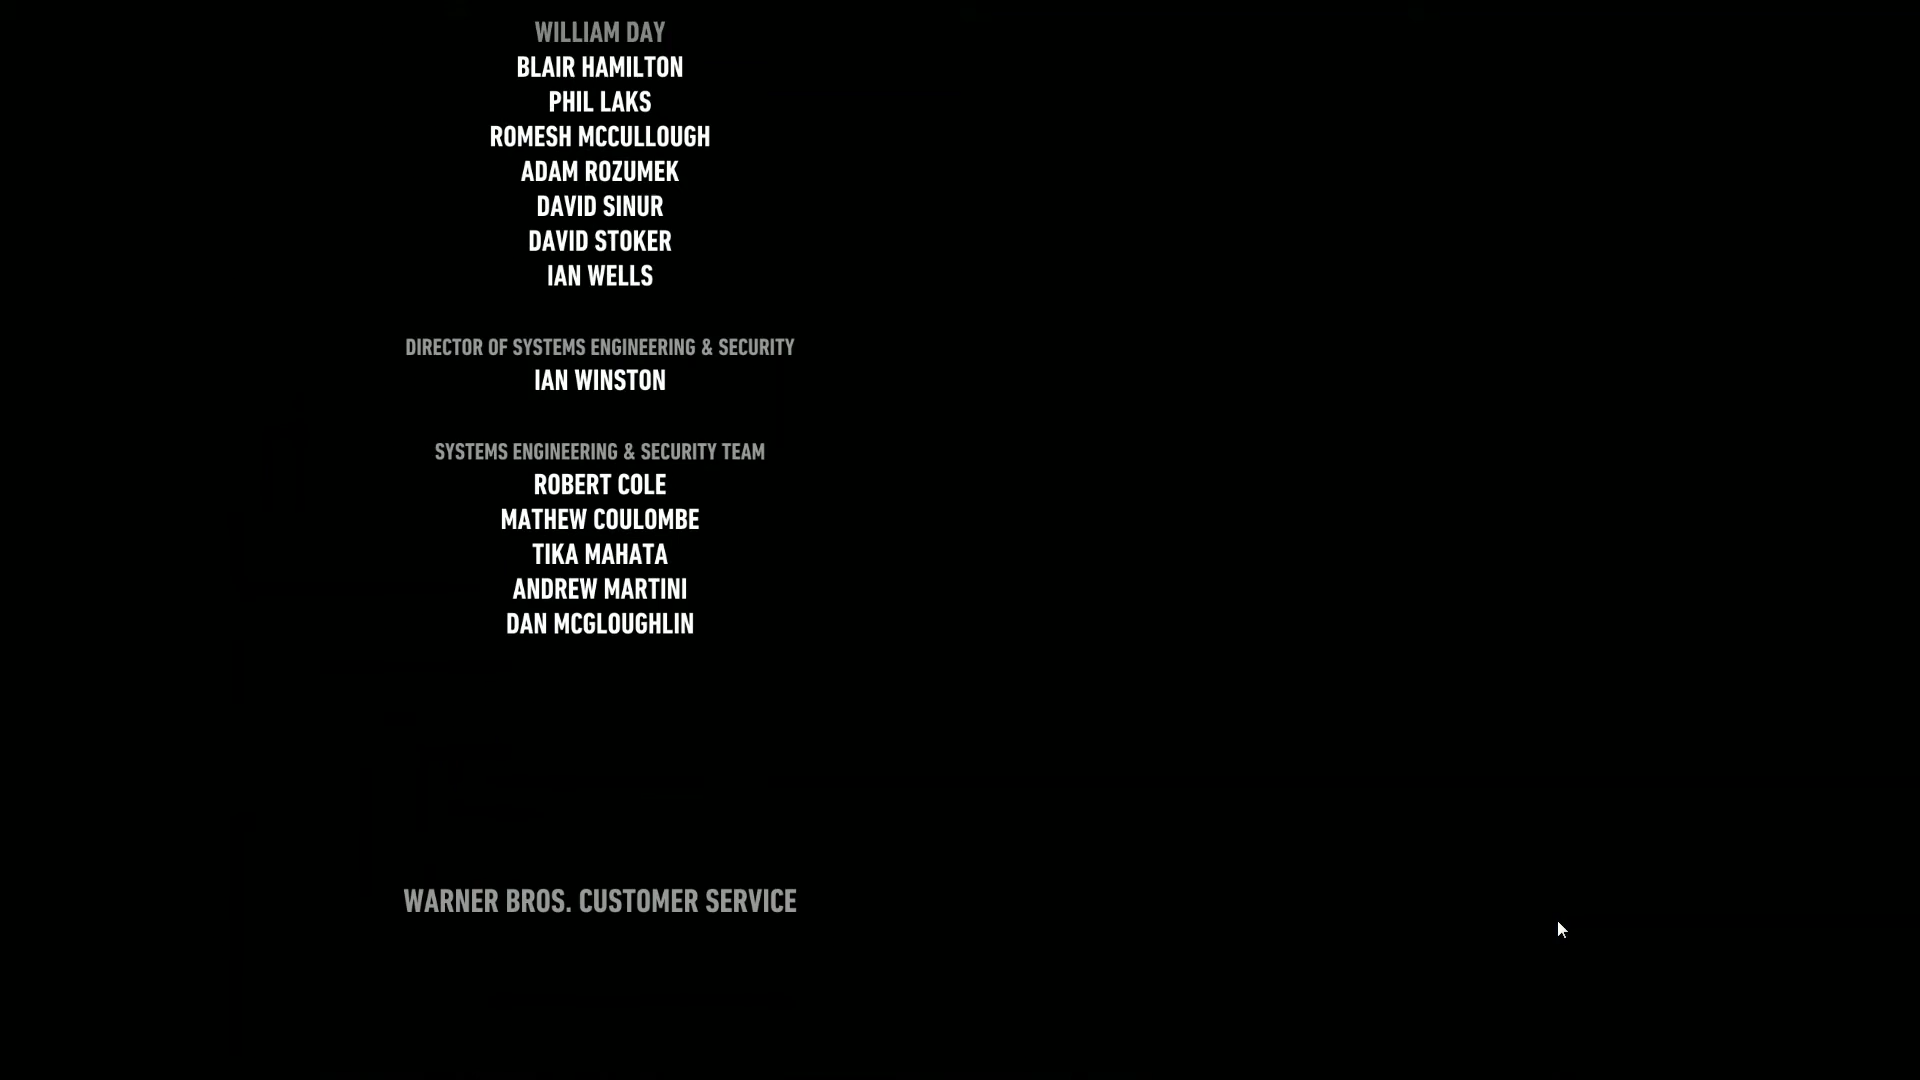 WILLIAM DAY
BLAIR HAMILTON
PHIL LAKS
ROMESH MCCULLOUGH
ADAM ROZUMEK
DAVID SINUR
DAVID STOKER
IAN WELLS
DIRECTOR OF SYSTEMS ENGINEERING & SECURITY
IAN WINSTON
SYSTEMS ENGINEERING & SECURITY TEAM
ROBERT COLE
MATHEW COULOMBE
TIKA MAHATA
ANDREW MARTINI
DAN MCGLOUGHLIN
WARNER BROS. CUSTOMER SERVICE